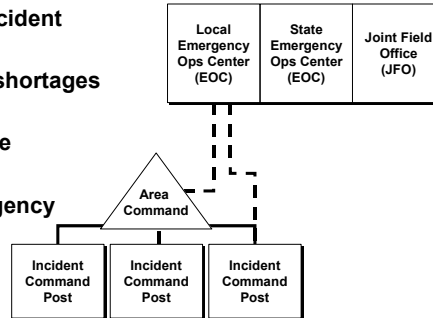 cident
shortages
e
gency
Local
Emergency
Ops Center
(EOC)
State
Emergency
Ops Center
(EOC)
Joint Field
Office
(JFO)
Area
Command
Incident
Command
Post
Incident
Command
Post
Incident
Command
Post